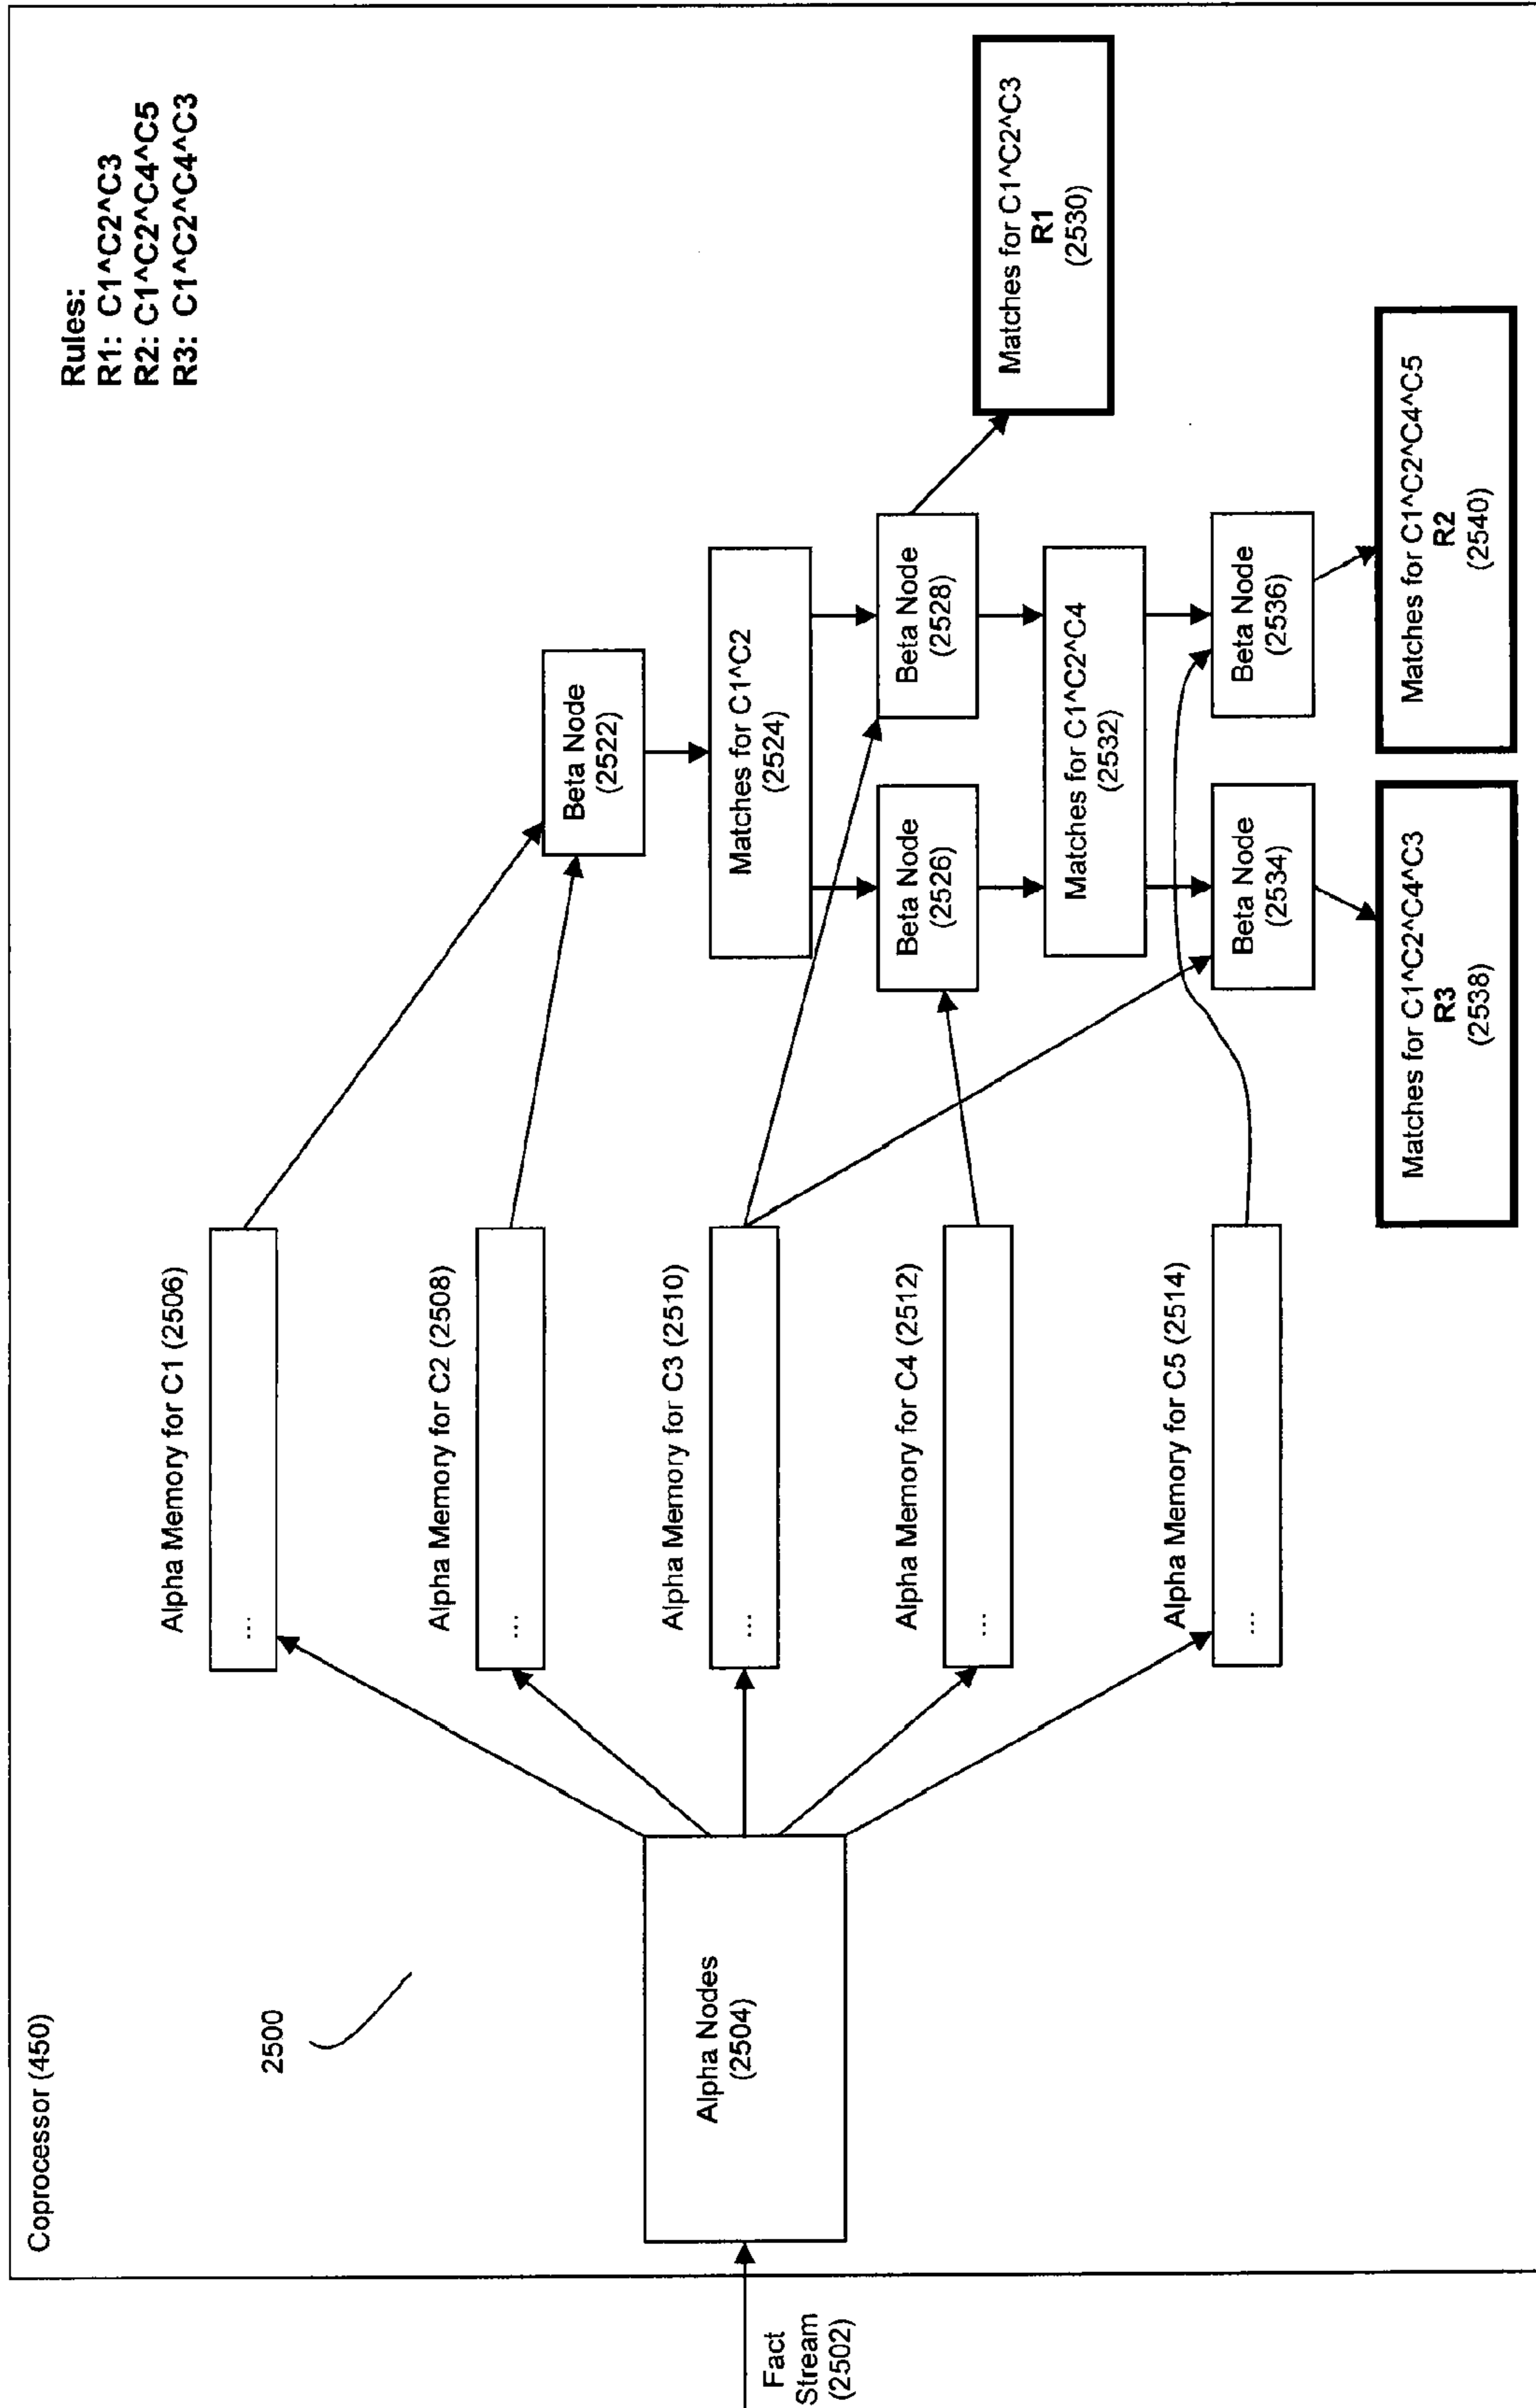 Coprocessor (450)
Rules:
R1: C1^C2^C3
R2: C1^C2^C4^C5
R3: C1^C2^C4^C3
2500
Fact
Stream
(2502)
Alpha Nodes
(2504)
Alpha Memory for C1 (2506)
...
Alpha Memory for C2 (2508)
...
Alpha Memory for C3 (2510)
...
Alpha Memory for C4 (2512)
...
Alpha Memory for C5 (2514)
...
Beta Node
(2522)
Matches for C1^C2
(2524)
Beta Node
(2526)
Beta Node
(2528)
Matches for C1^C2^C3
R1
(2530)
Matches for C1^C2^C4
(2532)
Beta Node
(2534)
Beta Node
(2536)
Matches for C1^C2^C4^C3
R3
(2538)
Matches for C1^C2^C4^C5
R2
(2540)